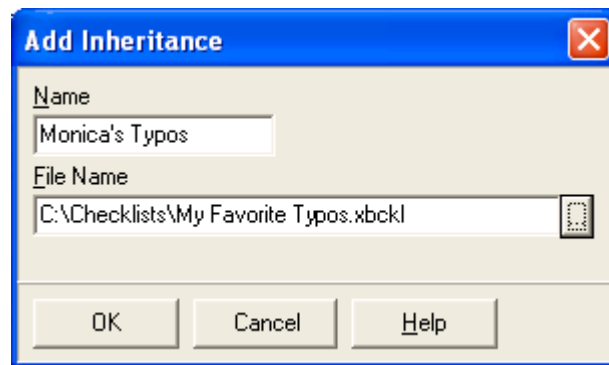 Add Inheritance
Name
Monica's Typos
File Name
C:\Checklists\My Favorite Typos.xbckl
OK Cancel Help